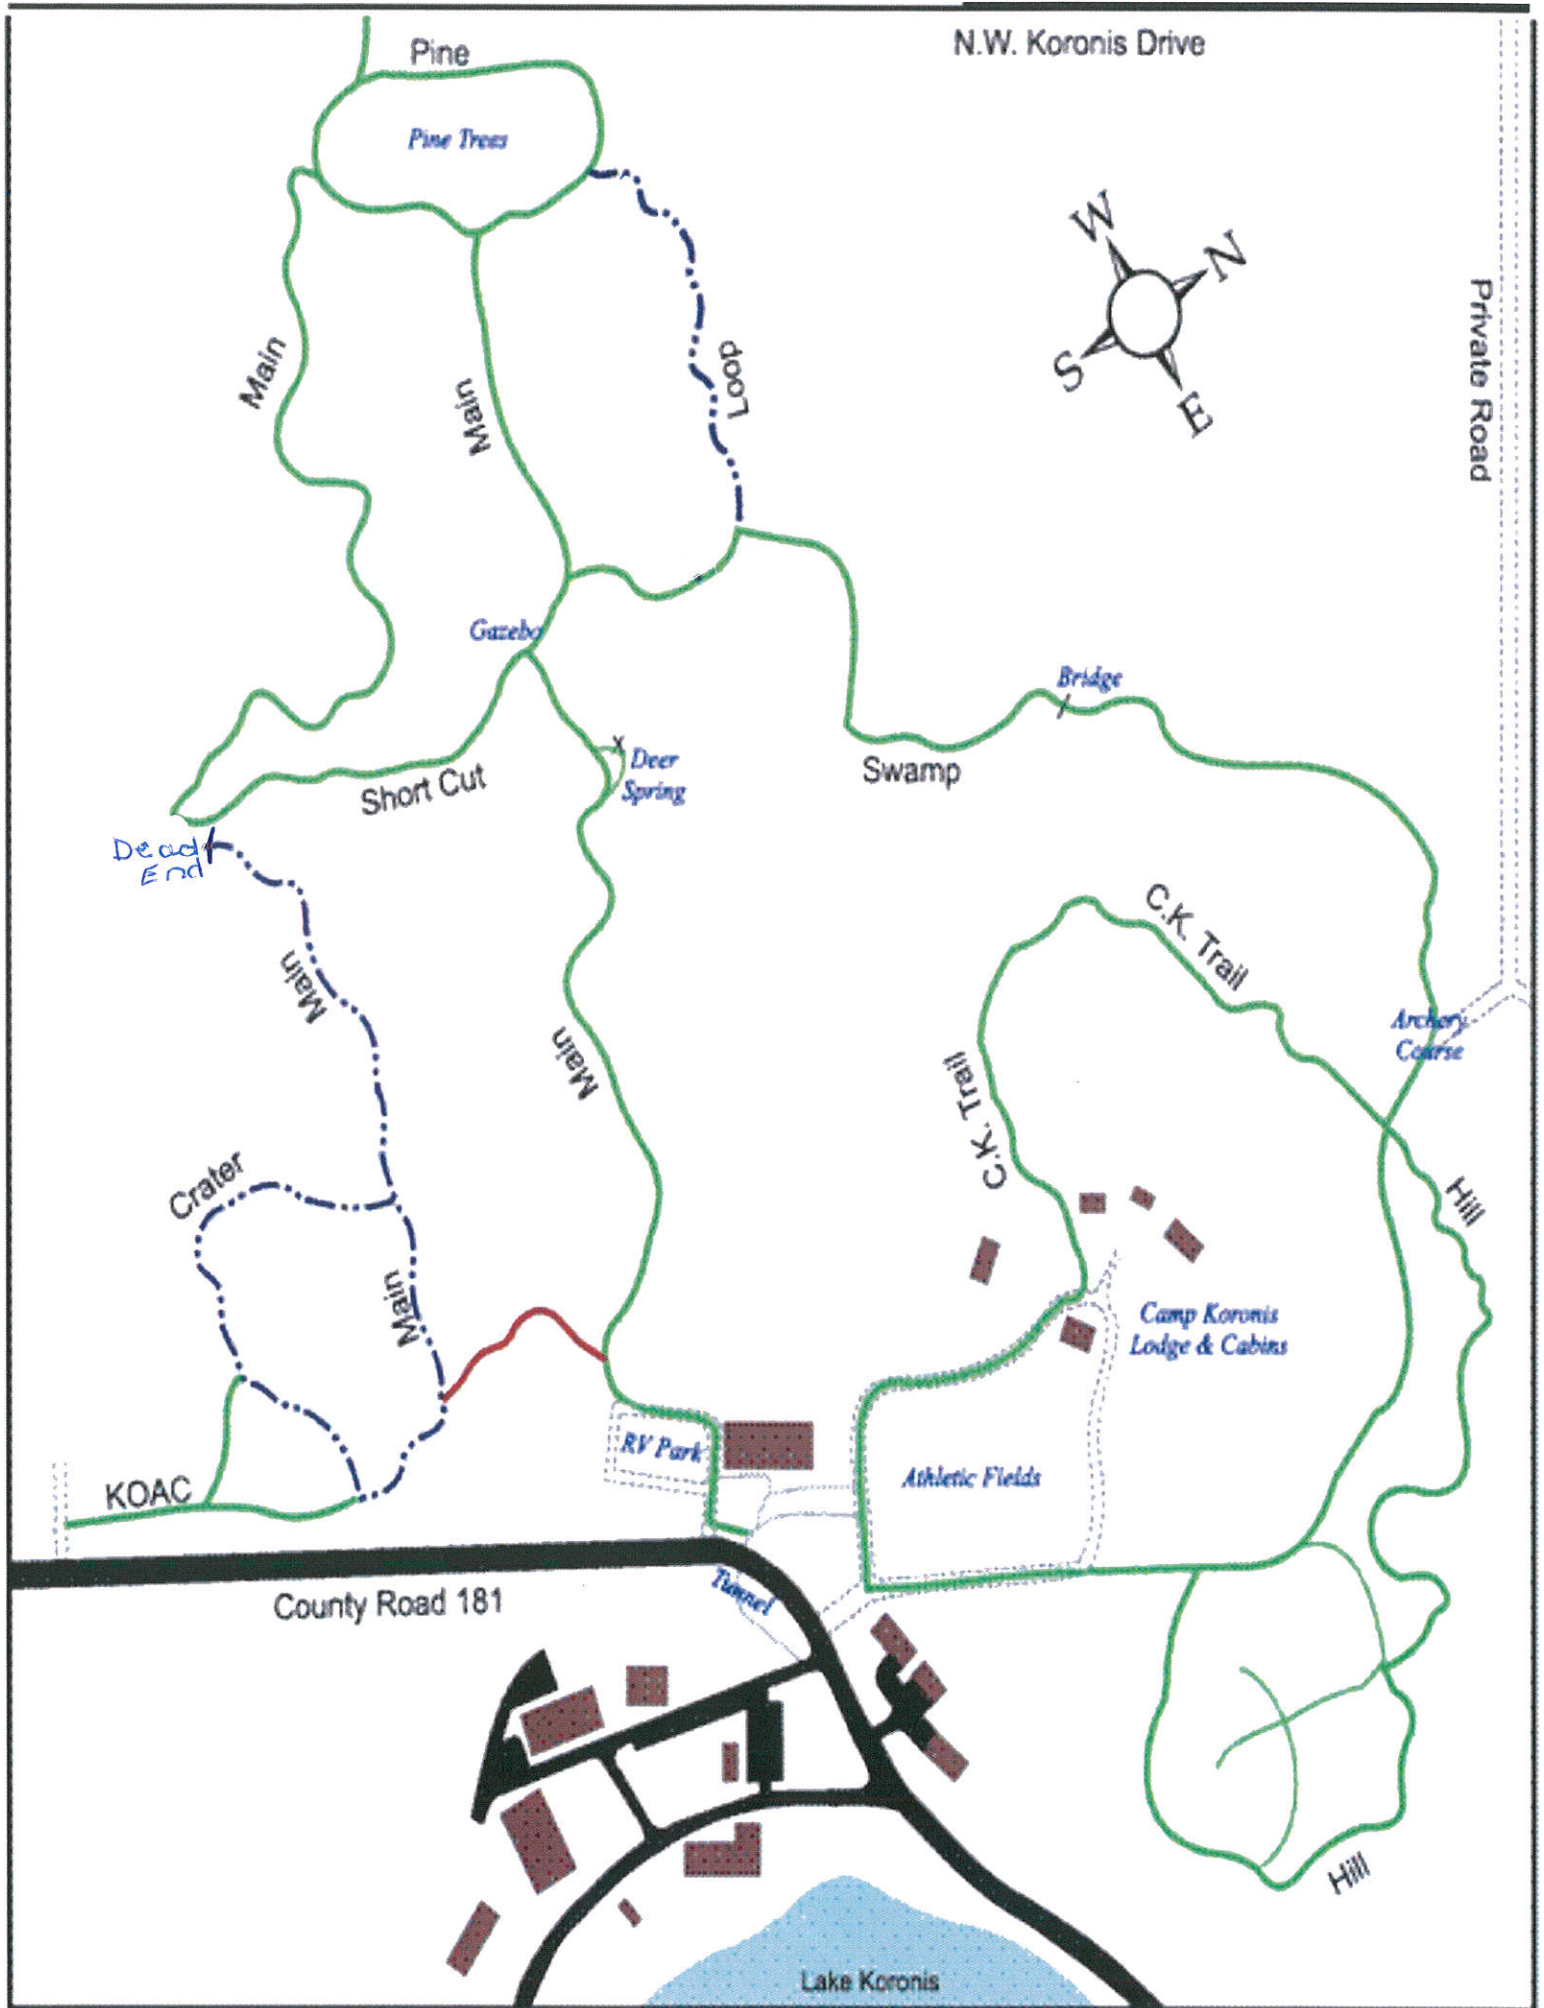 N.W. Koronis Drive
Pine
Pine Trees
W
N
S
E
Private Road
Main
Main
Loop
Gazebo
Bridge
Deer
Spring
Swamp
Short Cut
Dead
End
C.K. Trail
Main
Main
Archery
Course
C.K. Trail
Crater
Hill
Main
Camp Koronis
Lodge & Cabins
RV Park
Athletic Fields
KOAC
County Road 181
Tunnel
Hill
Lake Koronis
X